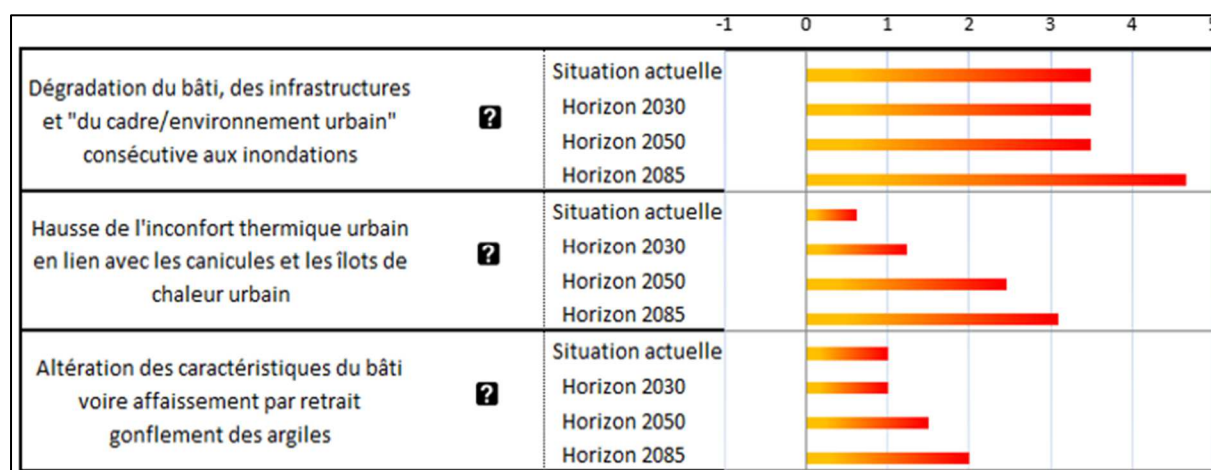 -1 0 1 2 3 4 5
Dégradation du bâti, des infrastructures
et "du cadre/environnement urbain"
consécutive aux inondations
?
Situation actuelle
Horizon 2030
Horizon 2050
Horizon 2085
Hausse de l'inconfort thermique urbain
en lien avec les canicules et les îlots de
chaleur urbain
?
Situation actuelle
Horizon 2030
Horizon 2050
Horizon 2085
Altération des caractéristiques du bâti
voire affaissement par retrait
gonflement des argiles
?
Situation actuelle
Horizon 2030
Horizon 2050
Horizon 2085